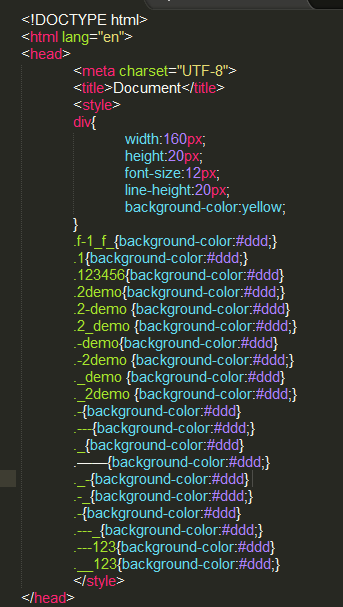 <!DOCTYPE html>
<html lang="en">
<head>
<meta charset="UTF-8">
<title>Document</title>
<style>
div{
width:160px;
height:20px;
font-size:12px;
line-height:20px;
background-color:yellow;
}
.f-1_f_{background-color:#ddd;}
.1{background-color:#ddd;}
.123456{background-color:#ddd}
.2demo{background-color:#ddd;}
.2-demo {background-color:#ddd}
.2_demo {background-color:#ddd;}
.-demo{background-color:#ddd}
.-2demo {background-color:#ddd;}
._demo {background-color:#ddd}
._2demo {background-color:#ddd;}
.-{background-color:#ddd}
.---{background-color:#ddd;}
._{background-color:#ddd}
.——{background-color:#ddd;}
._-{background-color:#ddd}
.-_{background-color:#ddd;}
.-{background-color:#ddd}
.---_{background-color:#ddd;}
.---123{background-color:#ddd}
.__123{background-color:#ddd;}
</style>
</head>